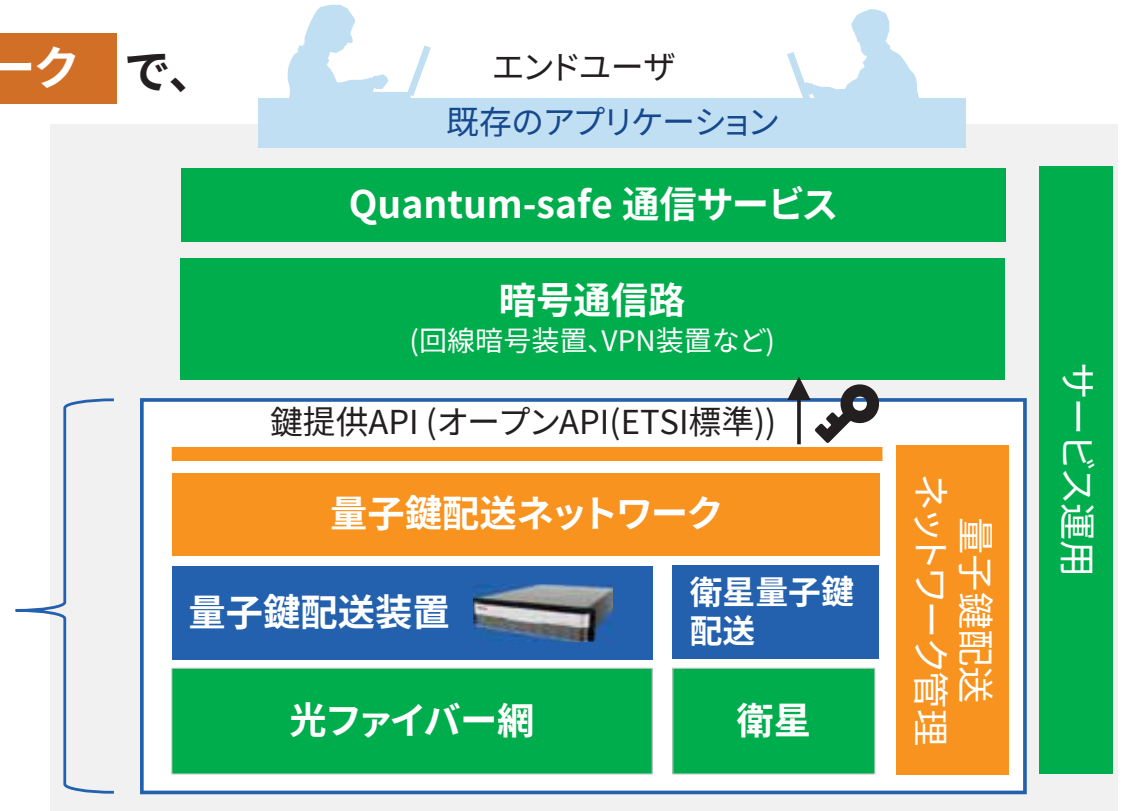 ーク で、
エンドユーザ
既存のアプリケーション
Quantum-safe 通信サービス
暗号通信路
(回線暗号装置、VPN装置など)
鍵提供API (オープンAPI(ETSI標準))
量子鍵配送ネットワーク
量子鍵配送装置
衛星量子鍵
配送
光ファイバー網
衛星
量子鍵配送
ネットワーク管理
サービス運用